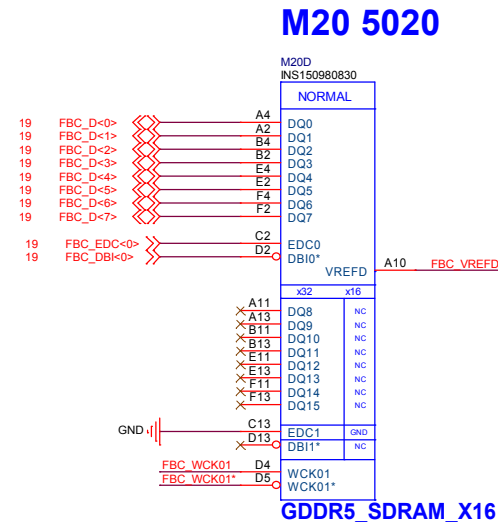 M20 5020
M20D
INS150980830
NORMAL
19 FBC_D<0> A4 DQ0
19 FBC_D<1> A2 DQ1
19 FBC_D<2> B4 DQ2
19 FBC_D<3> B2 DQ3
19 FBC_D<4> E4 DQ4
19 FBC_D<5> E2 DQ5
19 FBC_D<6> F4 DQ6
19 FBC_D<7> F2 DQ7
19 FBC_EDC<0> C2 EDC0
19 FBC_DBI<0> D2 DBI0*
VREFD A10 FBC_VREFD
x32 x16
A11 DQ8 NC
A13 DQ9 NC
B11 DQ10 NC
B13 DQ11 NC
E11 DQ12 NC
E13 DQ13 NC
F11 DQ14 NC
F13 DQ15 NC
GND C13 EDC1 GND
D13 DBI1* NC
FBC_WCK01 D4 WCK01
FBC_WCK01* D5 WCK01*
GDDR5_SDRAM_X16